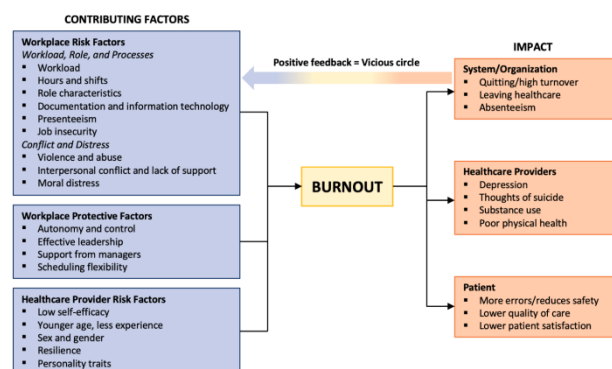 CONTRIBUTING FACTORS
Workplace Risk Factors
Workload, Role, and Processes
▪ Workload
▪ Hours and shifts
▪ Role characteristics
▪ Documentation and information technology
▪ Presenteeism
▪ Job insecurity
Conflict and Distress
▪ Violence and abuse
▪ Interpersonal conflict and lack of support
▪ Moral distress
Workplace Protective Factors
▪ Autonomy and control
▪ Effective leadership
▪ Support from managers
▪ Scheduling flexibility
Healthcare Provider Risk Factors
▪ Low self-efficacy
▪ Younger age, less experience
▪ Sex and gender
▪ Resilience
▪ Personality traits
Positive feedback = Vicious circle
BURNOUT
IMPACT
System/Organization
▪ Quitting/high turnover
▪ Leaving healthcare
▪ Absenteeism
Healthcare Providers
▪ Depression
▪ Thoughts of suicide
▪ Substance use
▪ Poor physical health
Patient
▪ More errors/reduces safety
▪ Lower quality of care
▪ Lower patient satisfaction